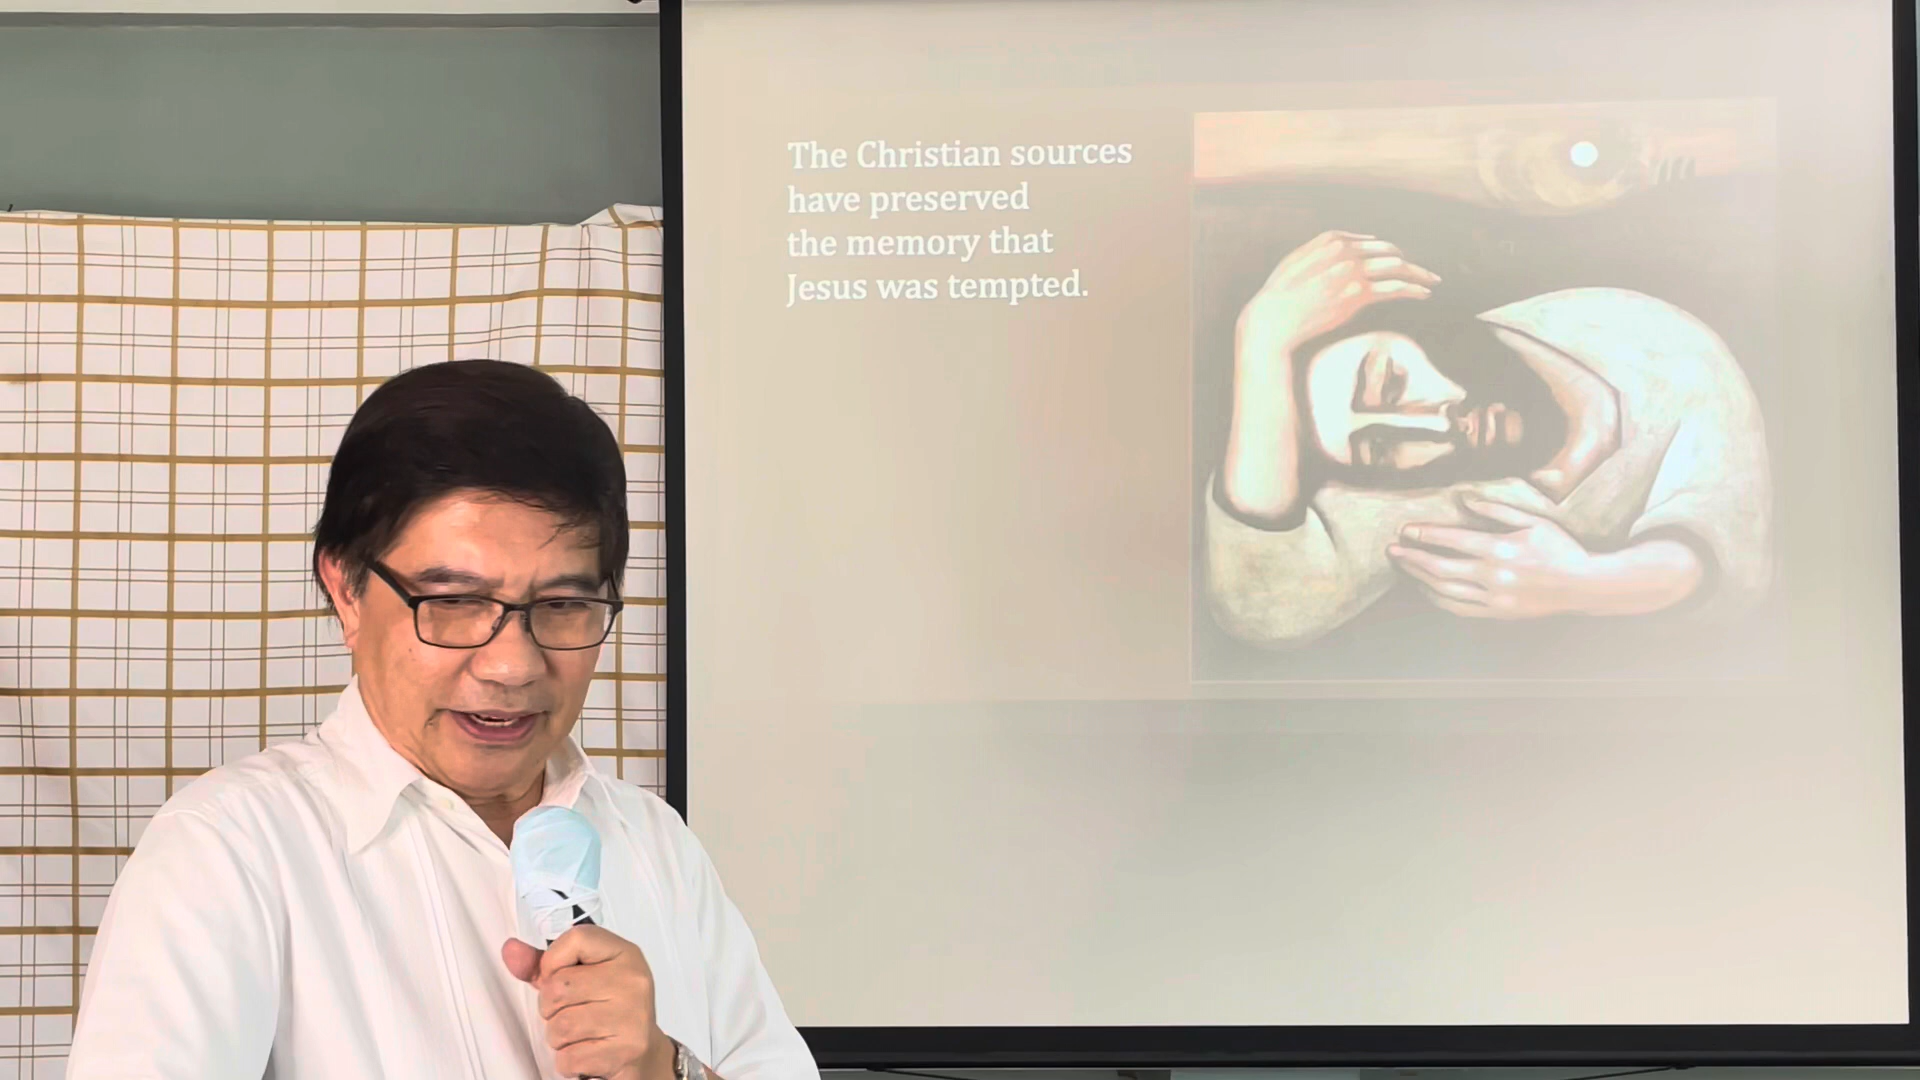 The Christian sources
have preserved
the memory that
Jesus was tempted.